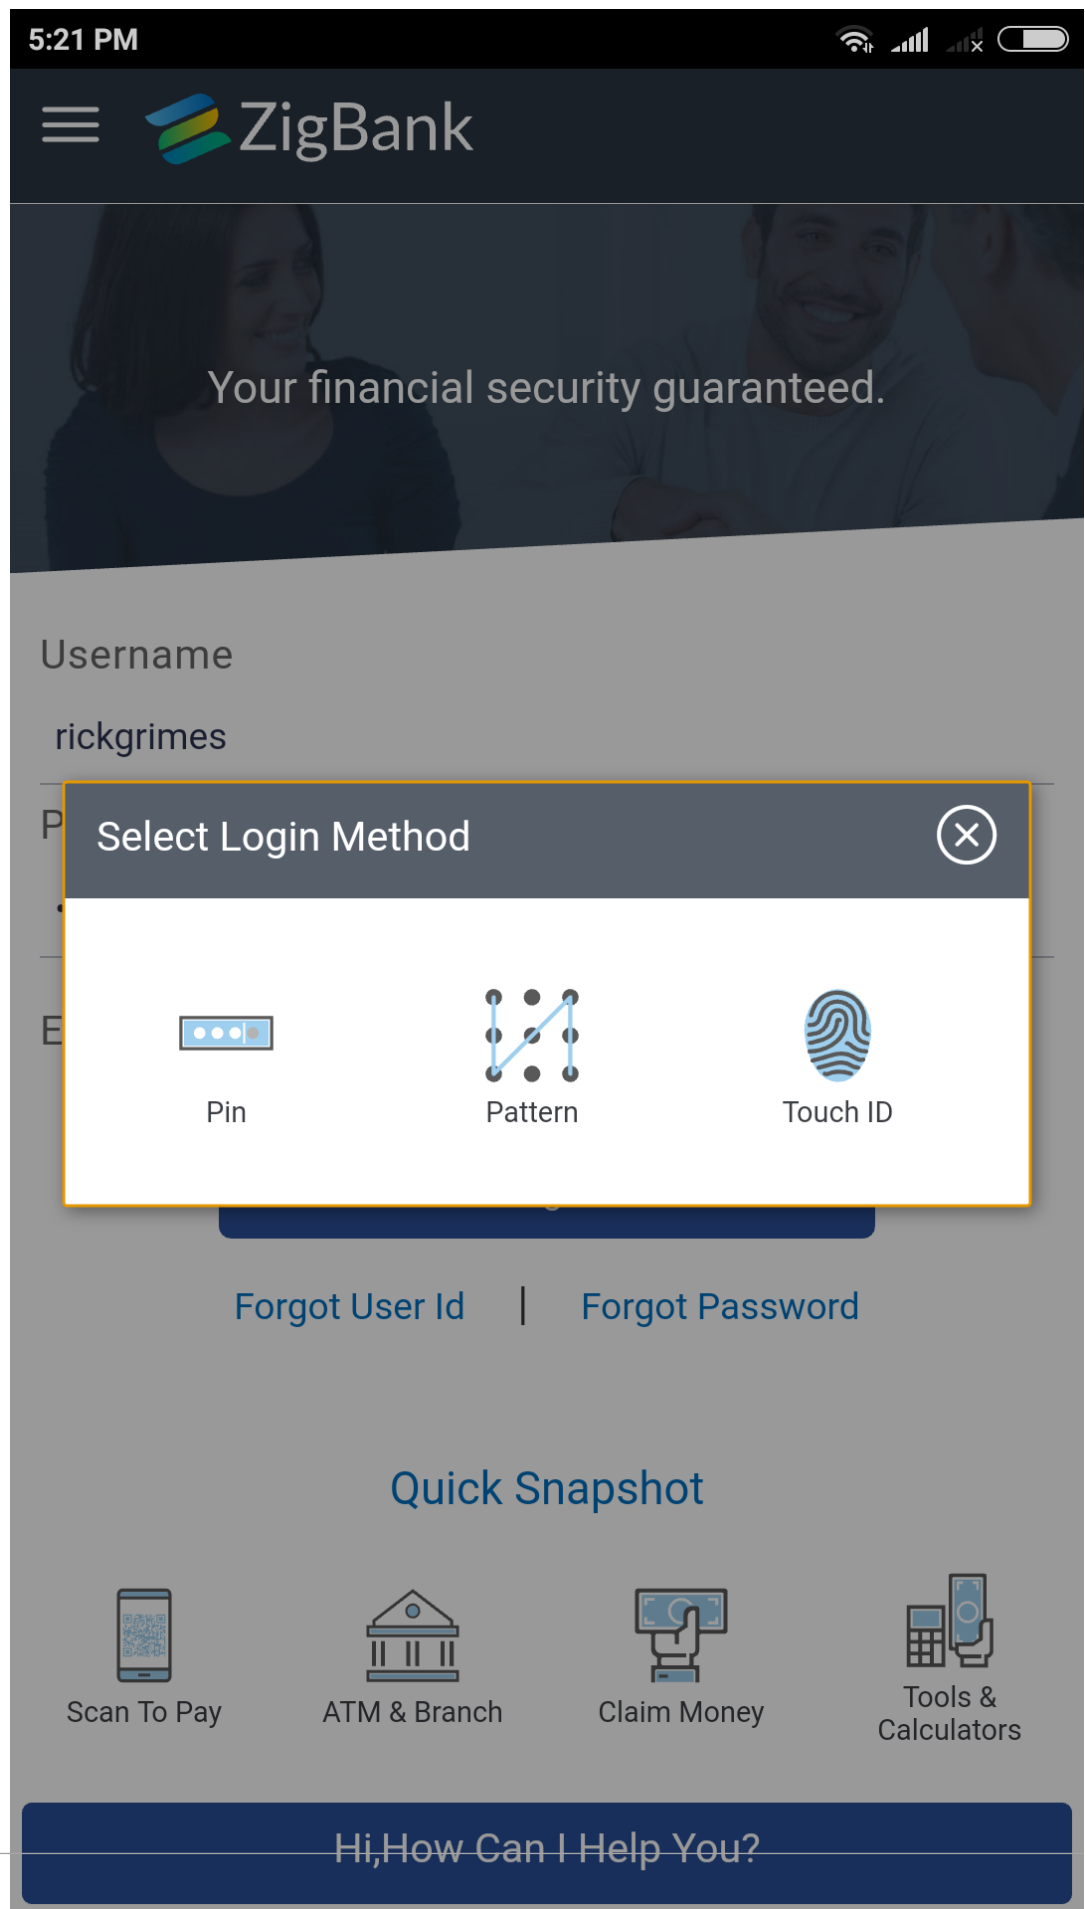 5:21 PM
ZigBank
Your financial security guaranteed.
Username
rickgrimes
P
Select Login Method
E
Pin
Pattern
Touch ID
Forgot User Id | Forgot Password
Quick Snapshot
Scan To Pay
ATM & Branch
Claim Money
Tools &
Calculators
Hi,How Can I Help You?